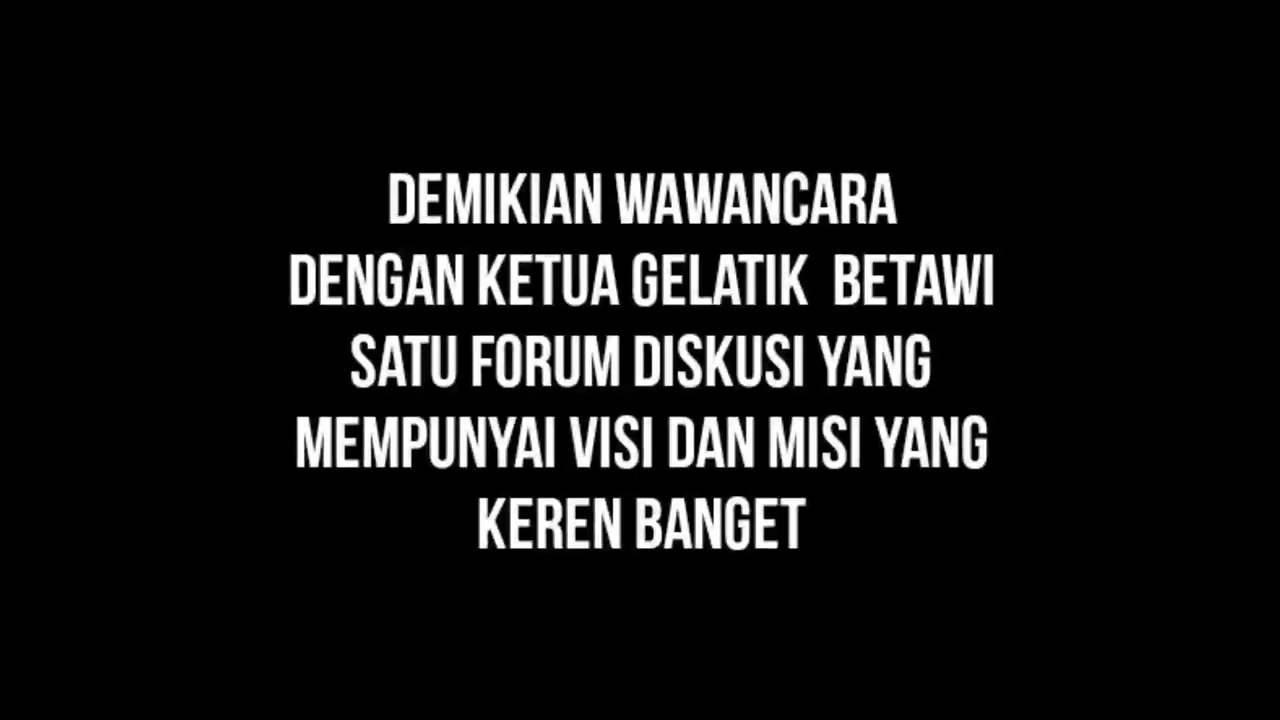 DEMIKIAN WAWANCARA
DENGAN KETUA GELATIK  BETAWI
SATU FORUM DISKUSI YANG
MEMPUNYAI VISI DAN MISI YANG
KEREN BANGET